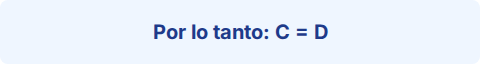 Por lo tanto: C = D